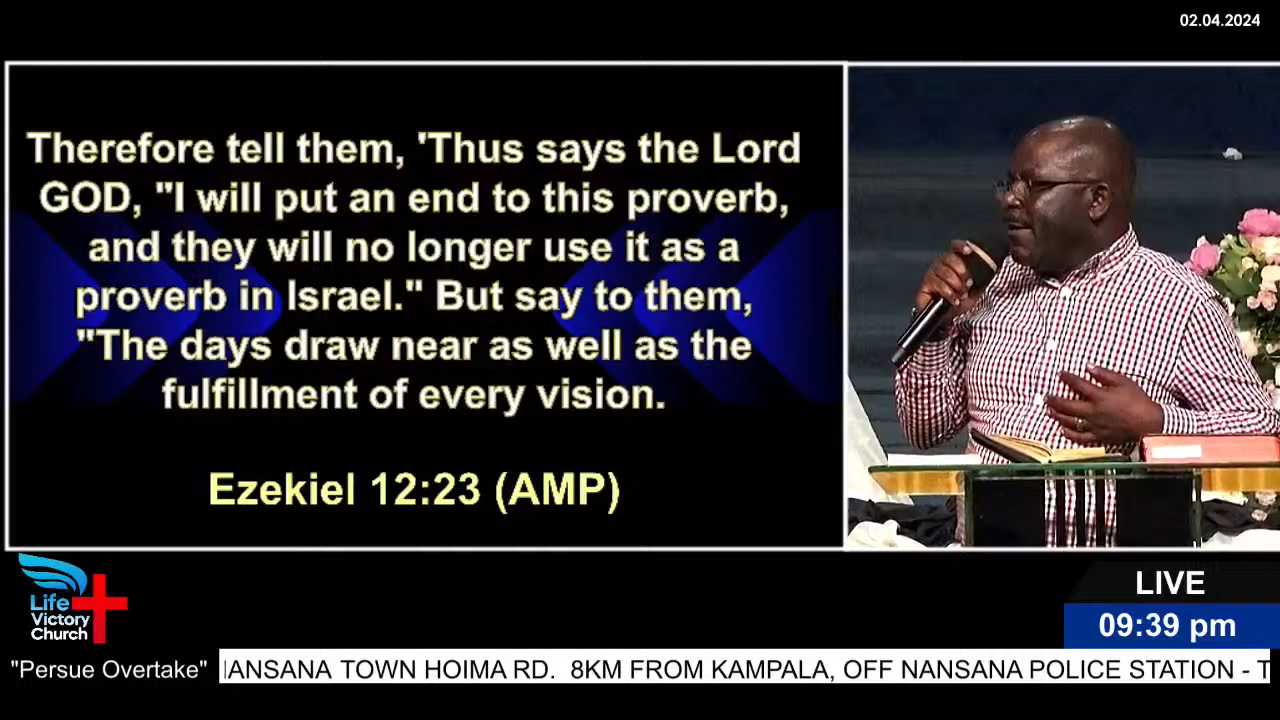 02.04.2024
Therefore tell them, 'Thus says the Lord
GOD, "I will put an end to this proverb,
and they will no longer use it as a
proverb in Israel." But say to them,
"The days draw near as well as the
fulfillment of every vision.
Ezekiel 12:23 (AMP)
Life
Victory
Church
LIVE
09:39 pm
"Persue Overtake"
ANSANA TOWN HOIMA RD. 8KM FROM KAMPALA, OFF NANSANA POLICE STATION - T